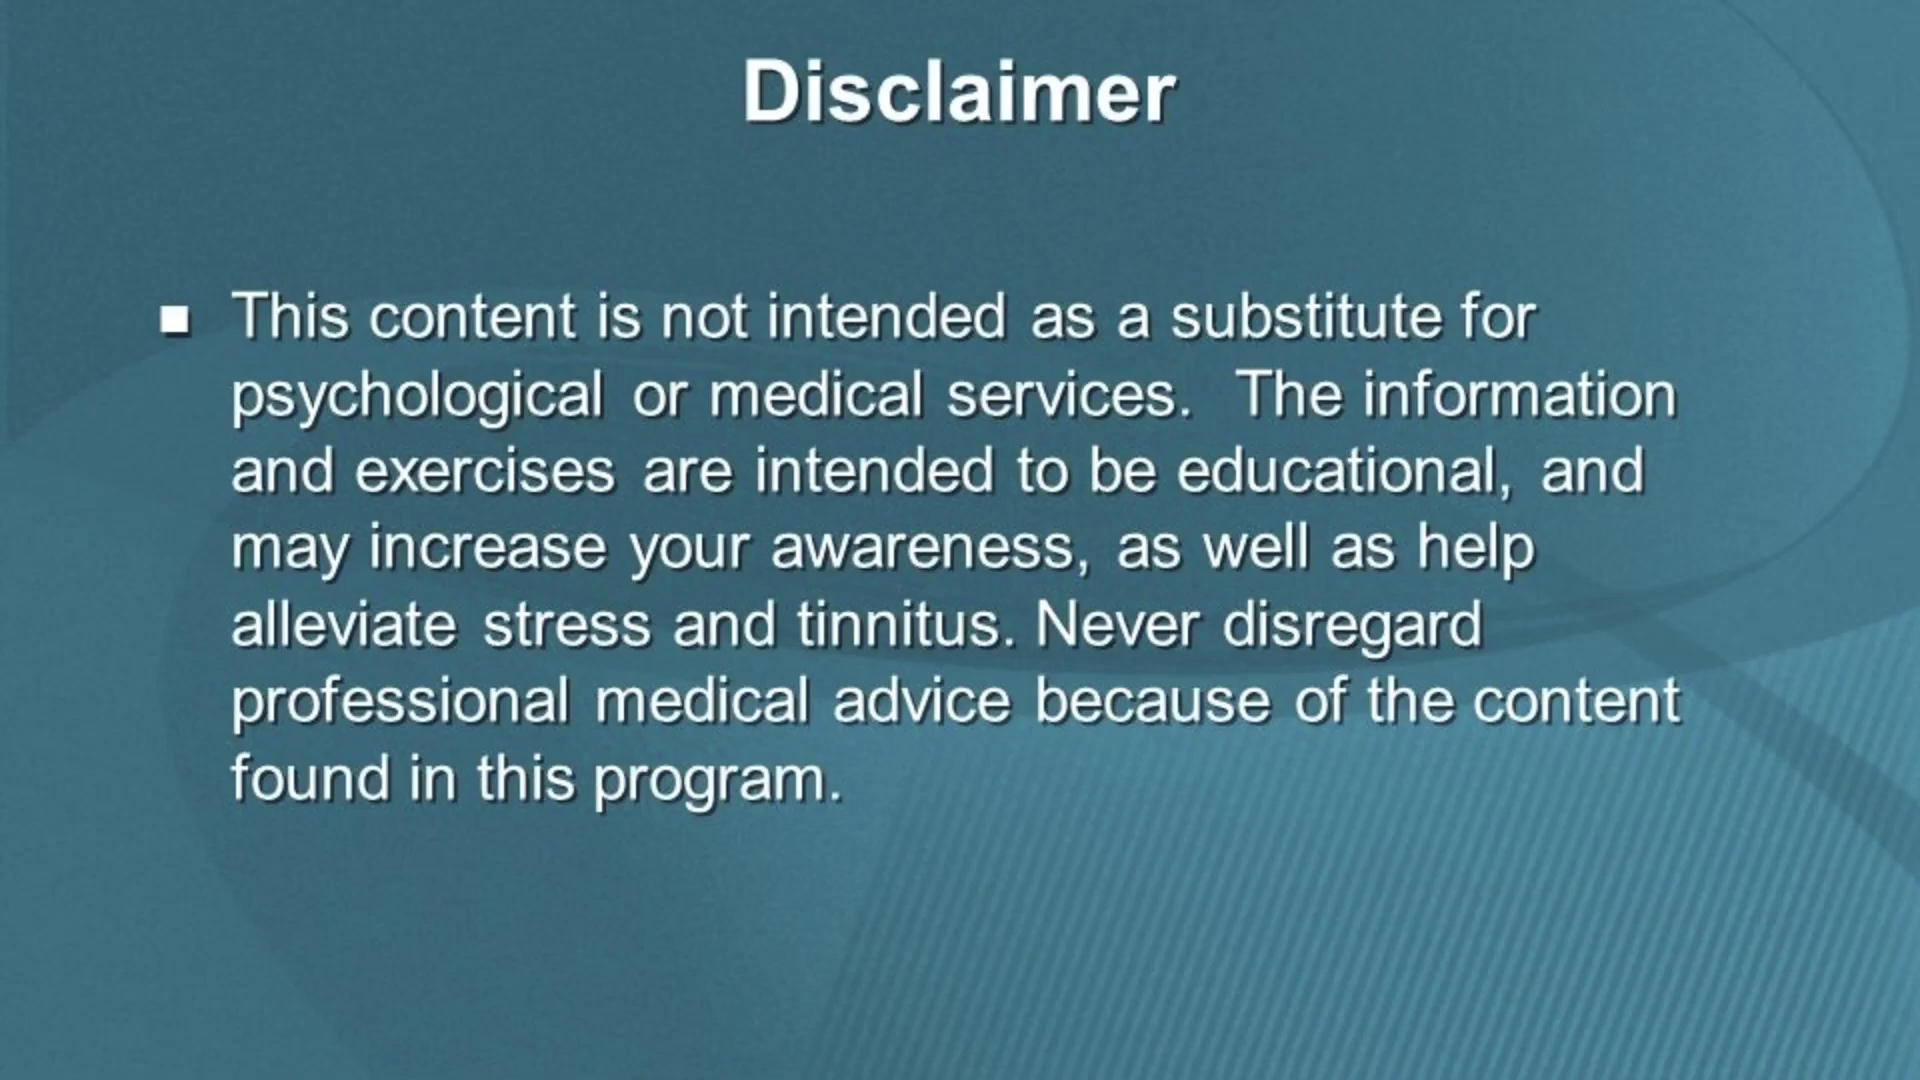 Disclaimer
This content is not intended as a substitute for
psychological or medical services. The information
and exercises are intended to be educational, and
may increase your awareness, as well as help
alleviate stress and tinnitus. Never disregard
professional medical advice because of the content
found in this program.